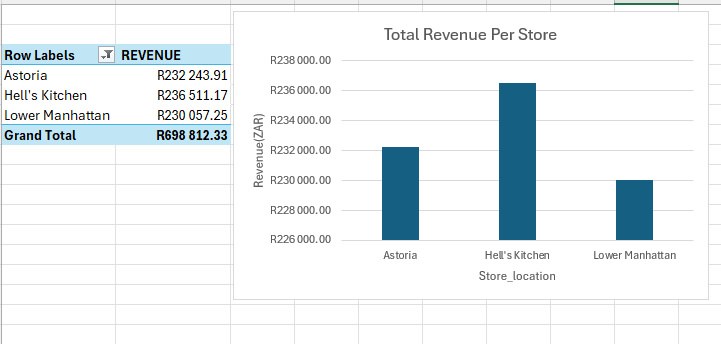 Row Labels REVENUE
Astoria R232 243.91
Hell's Kitchen R236 511.17
Lower Manhattan R230 057.25
Grand Total R698 812.33
Total Revenue Per Store
Revenue(ZAR)
R238 000.00
R236 000.00
R234 000.00
R232 000.00
R230 000.00
R228 000.00
R226 000.00
Astoria Hell's Kitchen Lower Manhattan
Store_location